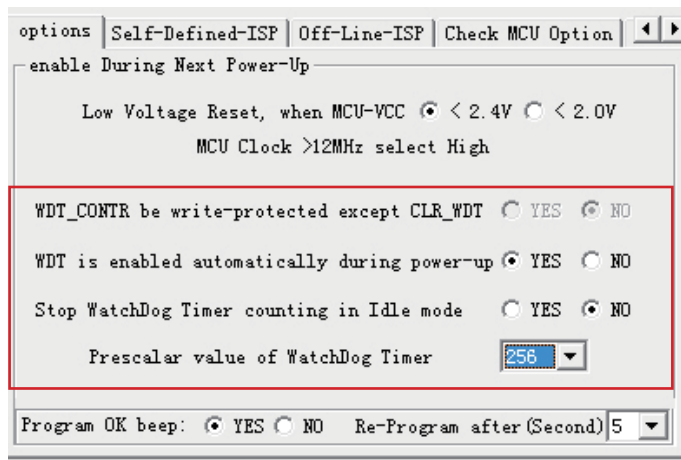 options Self-Defined-ISP Off-Line-ISP Check MCU Option
enable During Next Power-Up
Low Voltage Reset, when MCU-VCC < 2.4V < 2.0V
MCU Clock >12MHz select High
WDT_CONTR be write-protected except CLR_WDT YES NO
WDT is enabled automatically during power-up YES NO
Stop WatchDog Timer counting in Idle mode YES NO
Prescalar value of WatchDog Timer 256
Program OK beep: YES NO Re-Program after(Second) 5